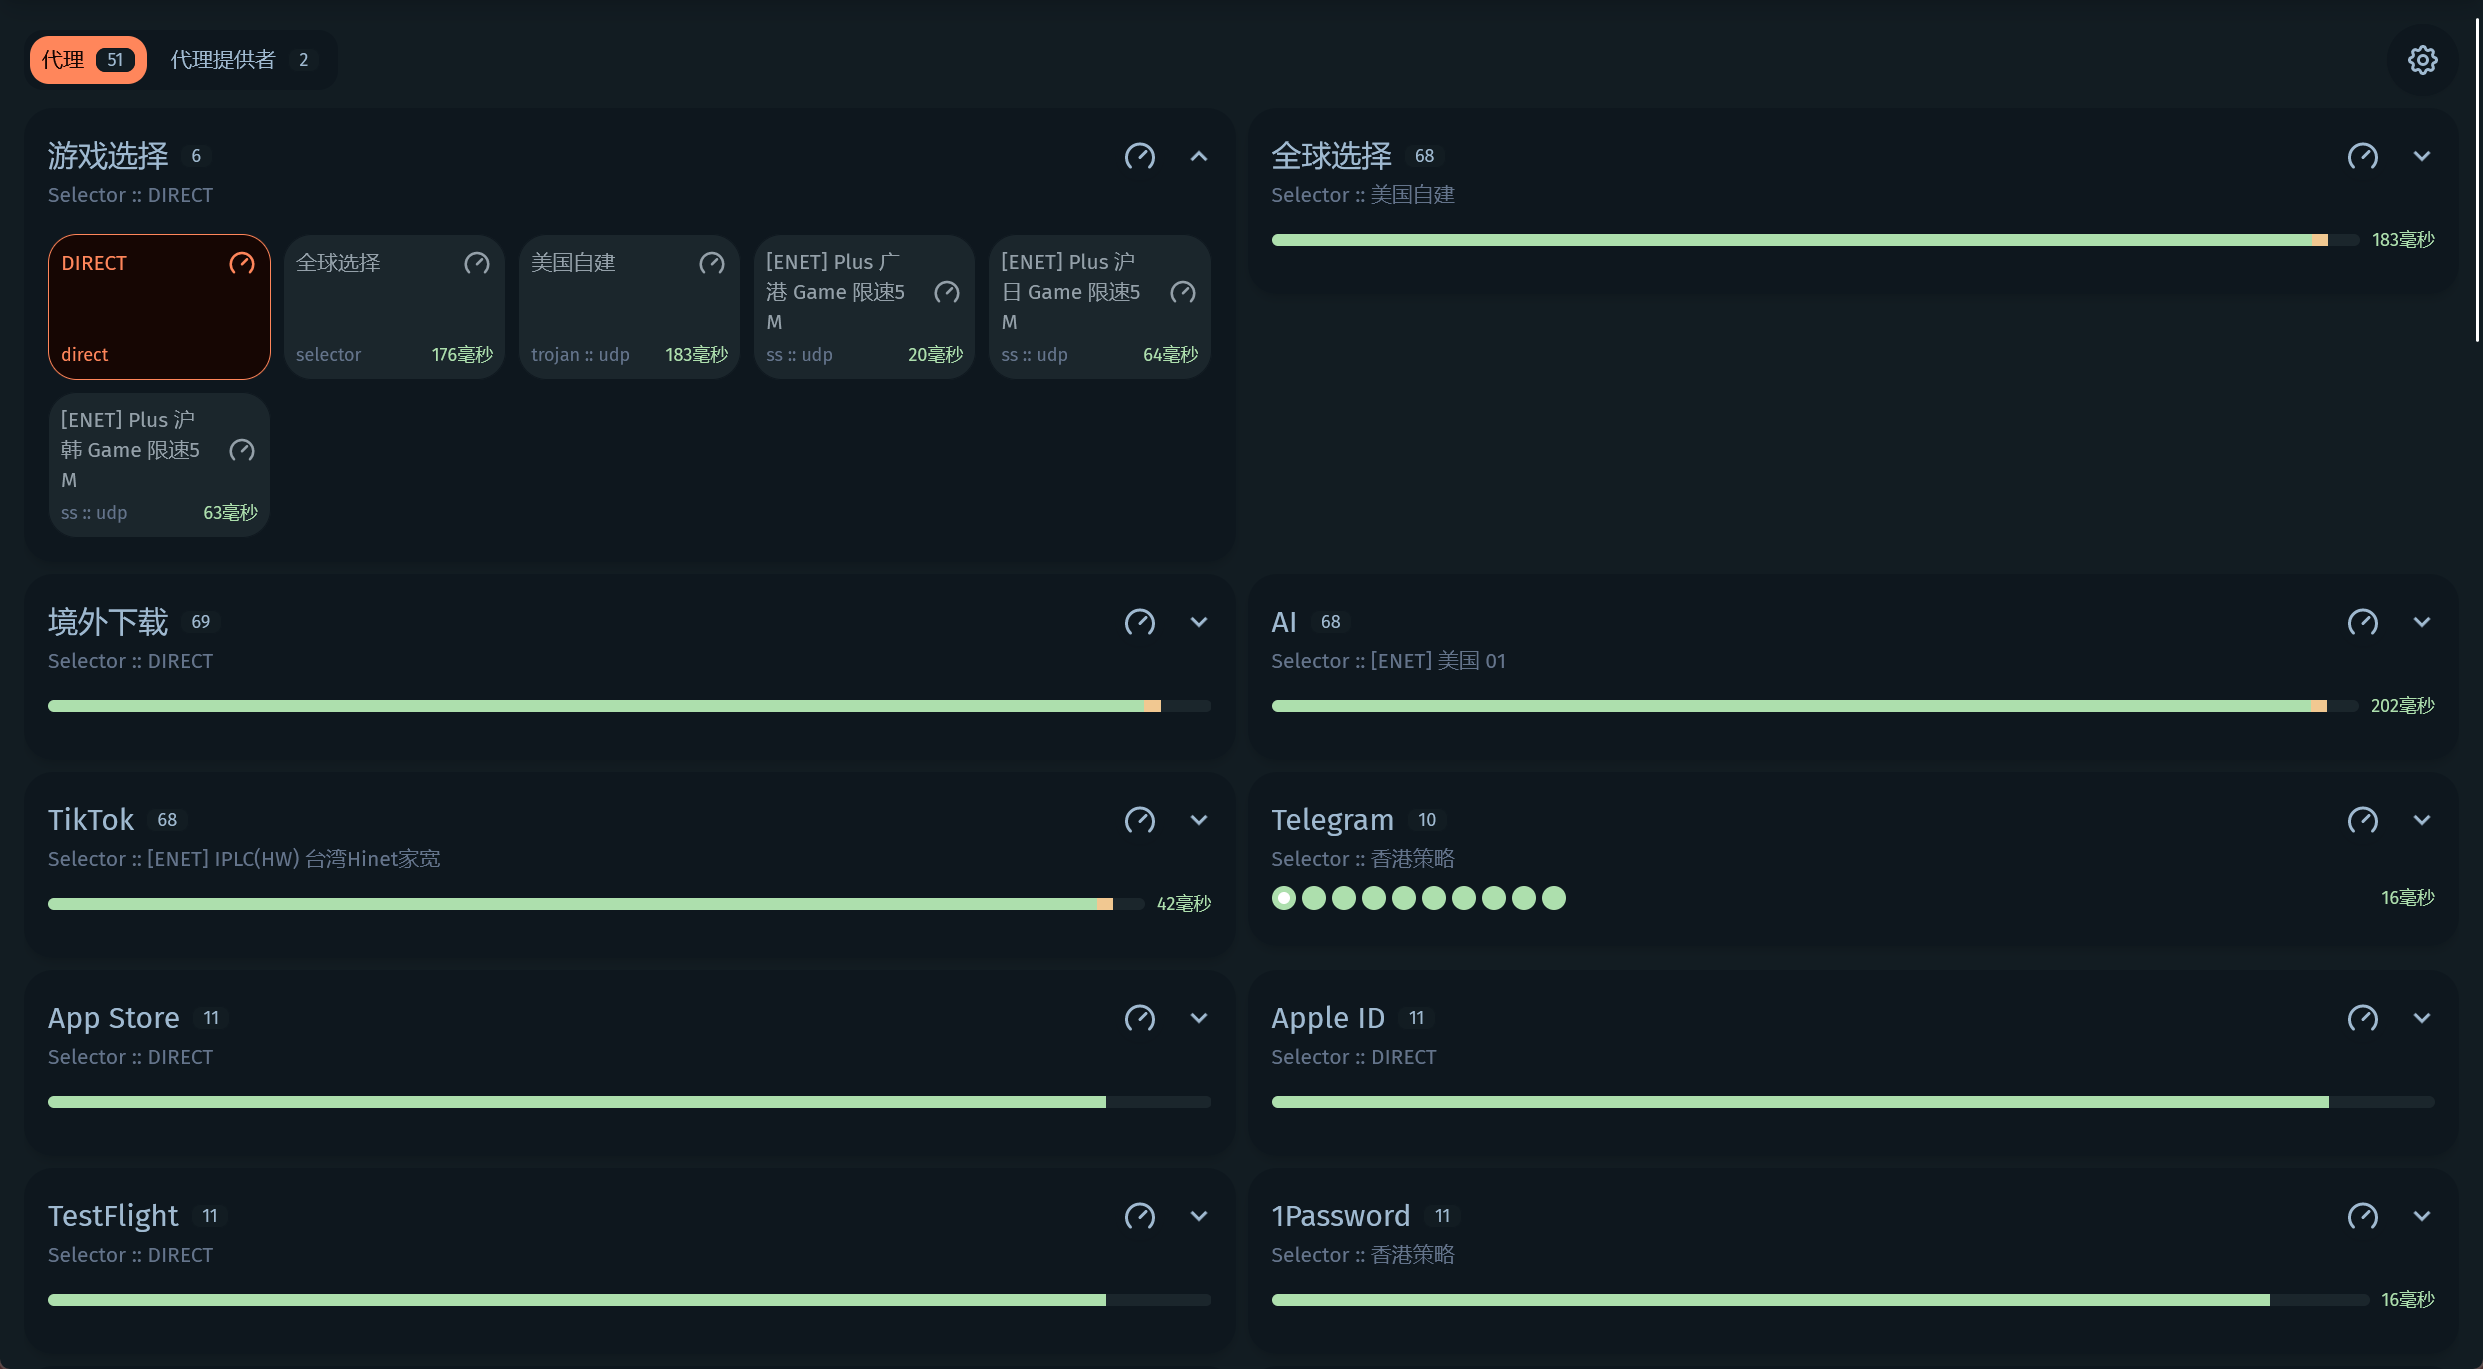 代理 51 代理提供者 2
游戏选择 6
Selector :: DIRECT
DIRECT
direct
全球选择
selector 176毫秒
美国自建
trojan :: udp 183毫秒
[ENET] Plus 广
港 Game 限速5
M
ss :: udp 20毫秒
[ENET] Plus 沪
日 Game 限速5
M
ss :: udp 64毫秒
[ENET] Plus 沪
韩 Game 限速5
M
ss :: udp 63毫秒
全球选择 68
Selector :: 美国自建
183毫秒
境外下载 69
Selector :: DIRECT
AI 68
Selector :: [ENET] 美国 01
202毫秒
TikTok 68
Selector :: [ENET] IPLC(HW) 台湾Hinet家宽
42毫秒
Telegram 10
Selector :: 香港策略
16毫秒
App Store 11
Selector :: DIRECT
Apple ID 11
Selector :: DIRECT
TestFlight 11
Selector :: DIRECT
1Password 11
Selector :: 香港策略
16毫秒